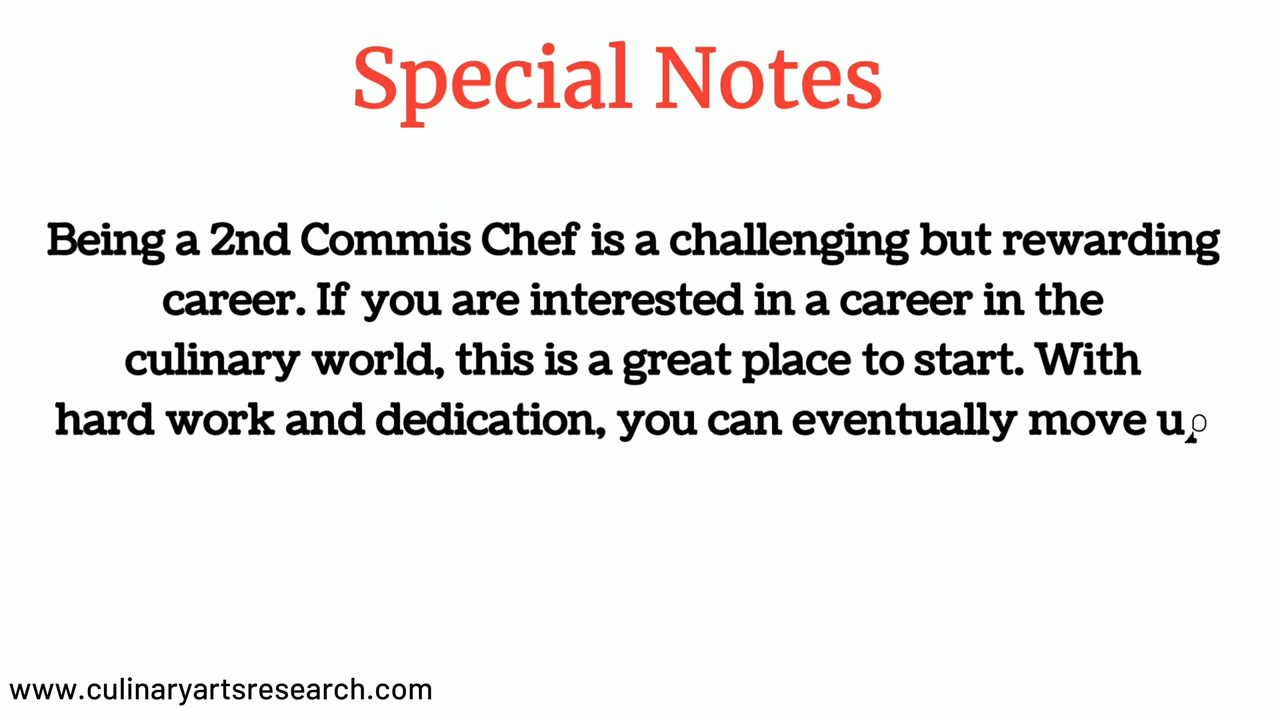 Special Notes
Being a 2nd Commis Chef is a challenging but rewarding
career. If you are interested in a career in the
culinary world, this is a great place to start. With
hard work and dedication, you can eventually move up
www.culinaryartsresearch.com